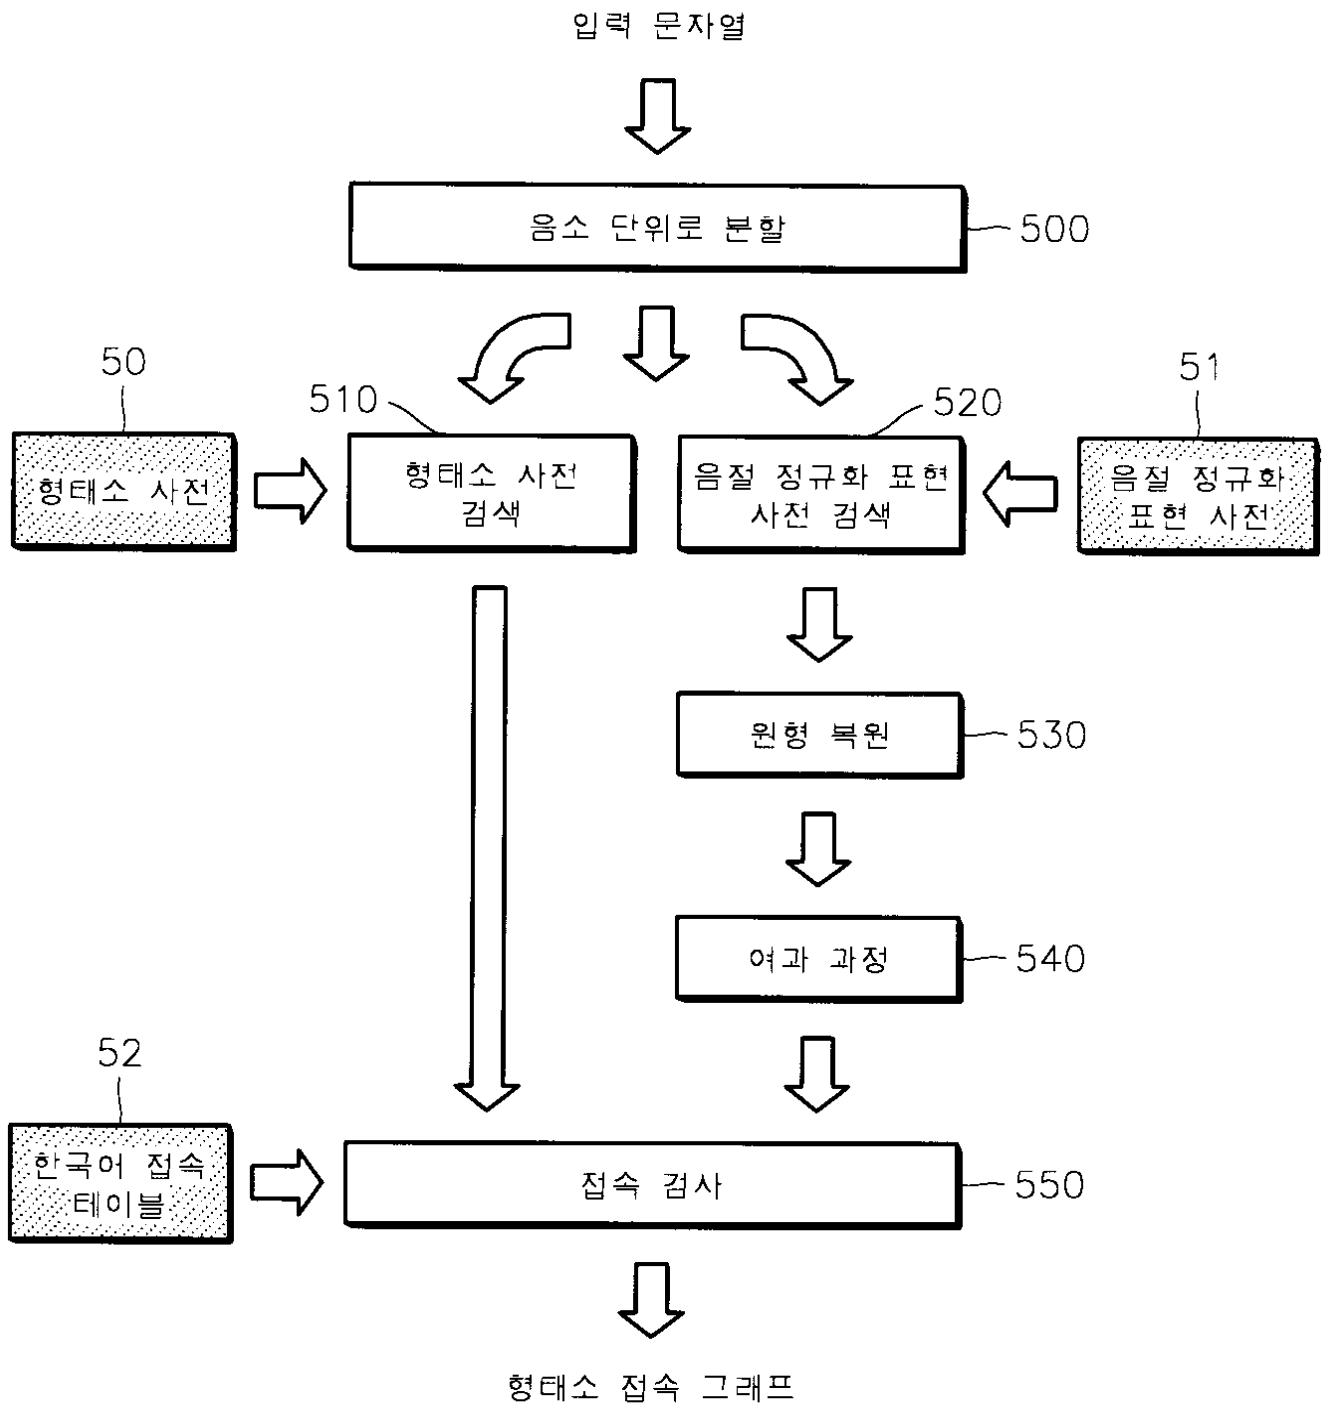 입력 문자열
음소 단위로 분할
500
50
510
520
51
형태소 사전
형태소 사전
검색
음절 정규화 표현
사전 검색
음절 정규화
표현 사전
원형 복원
530
여과 과정
540
52
한국어 접속
테이블
접속 검사
550
형태소 접속 그래프